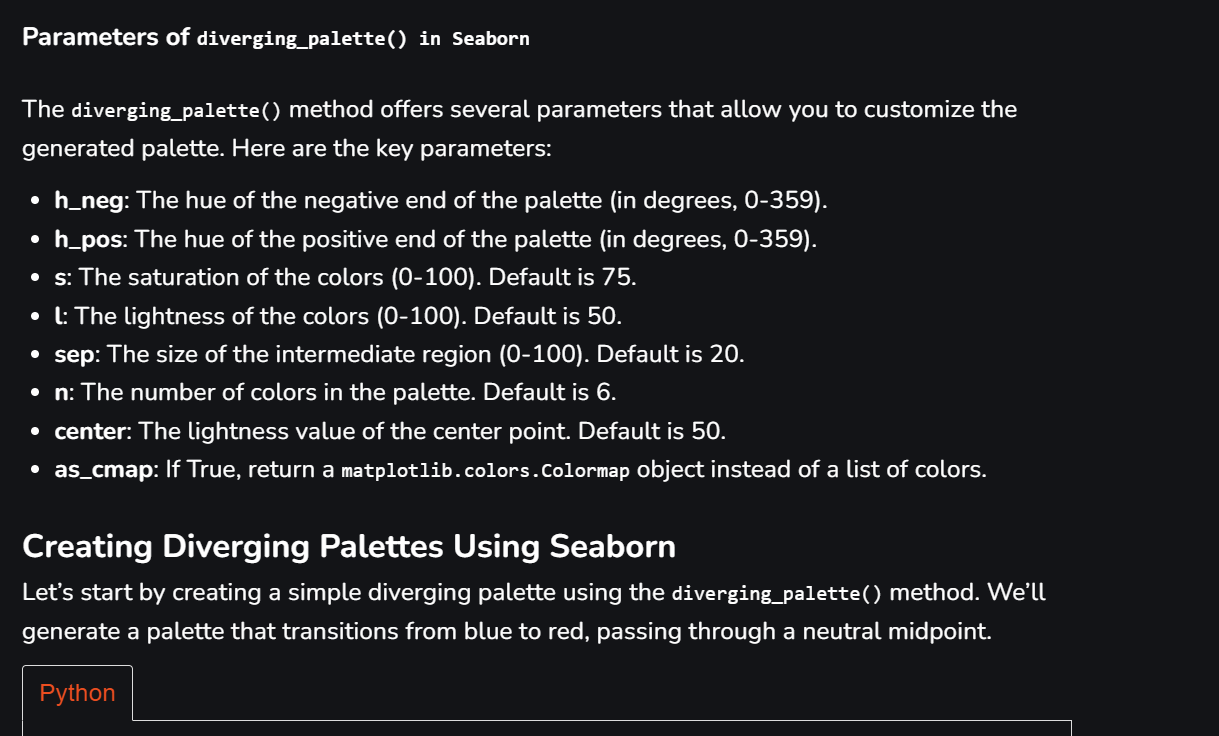 Parameters of diverging_palette() in Seaborn
The diverging_palette() method offers several parameters that allow you to customize the
generated palette. Here are the key parameters:
• h_neg: The hue of the negative end of the palette (in degrees, 0-359).
• h_pos: The hue of the positive end of the palette (in degrees, 0-359).
• s: The saturation of the colors (0-100). Default is 75.
• l: The lightness of the colors (0-100). Default is 50.
• sep: The size of the intermediate region (0-100). Default is 20.
• n: The number of colors in the palette. Default is 6.
• center: The lightness value of the center point. Default is 50.
• as_cmap: If True, return a matplotlib.colors.Colormap object instead of a list of colors.
Creating Diverging Palettes Using Seaborn
Let’s start by creating a simple diverging palette using the diverging_palette() method. We’ll
generate a palette that transitions from blue to red, passing through a neutral midpoint.
Python